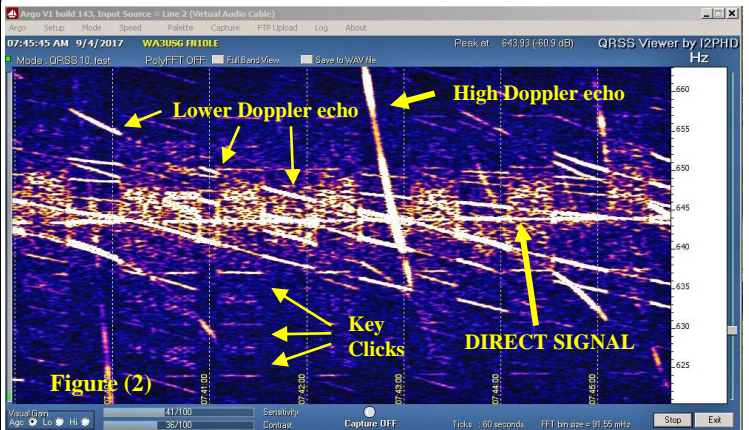 Argo V1 build 143, Input Source = Line 2 (Virtual Audio Cable)
Argo Setup Mode Speed Palette Capture FTP Upload Log About
07:45:45 AM 9/4/2017 WA3USG FN10LE Peak at 643.93 (-60.9 dB) QRSS Viewer by I2PHD
Mode : QRSS 10, fast PolyFFT OFF Full Band View Save to WAV file Hz
660
Lower Doppler echo High Doppler echo
655
650
645
640
635
Key
Clicks
630
DIRECT SIGNAL
625
Figure (2)
07:41:00
07:42:00
07:43:00
07:44:00
07:45:00
Visual Gain 41/100 Sensitivity
Agc Lo Hi 36/100 Contrast Capture OFF Ticks : 60 seconds FFT bin size = 91.55 mHz Stop Exit